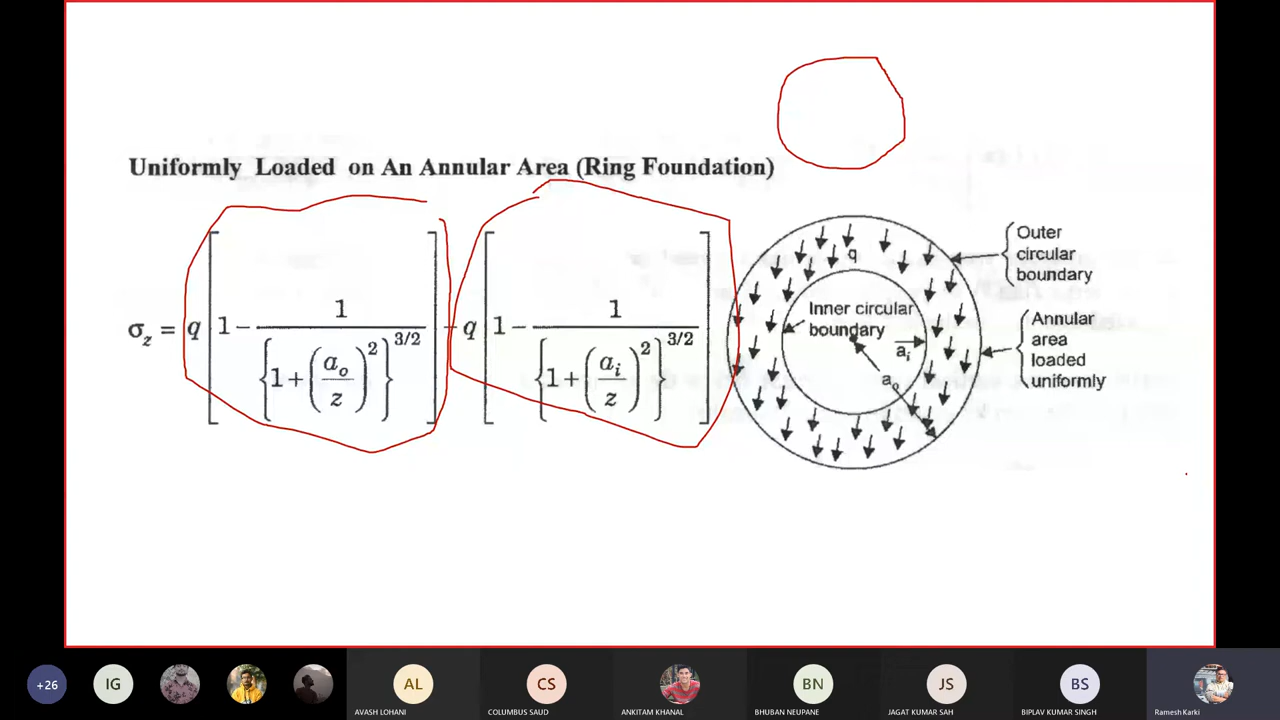 Uniformly Loaded on An Annular Area (Ring Foundation)
σz = q [1 − 1 / {1 + (ao / z)^2}^3/2] − q [1 − 1 / {1 + (ai / z)^2}^3/2]
q
Inner circular
boundary
ai
ao
Outer
circular
boundary
Annular
area
loaded
uniformly
+26
IG
AL
CS
BN
JS
BS
AVASH LOHANI
COLUMBUS SAUD
ANKITAM KHANAL
BHUBAN NEUPANE
JAGAT KUMAR SAH
BIPLAV KUMAR SINGH
Ramesh Karki